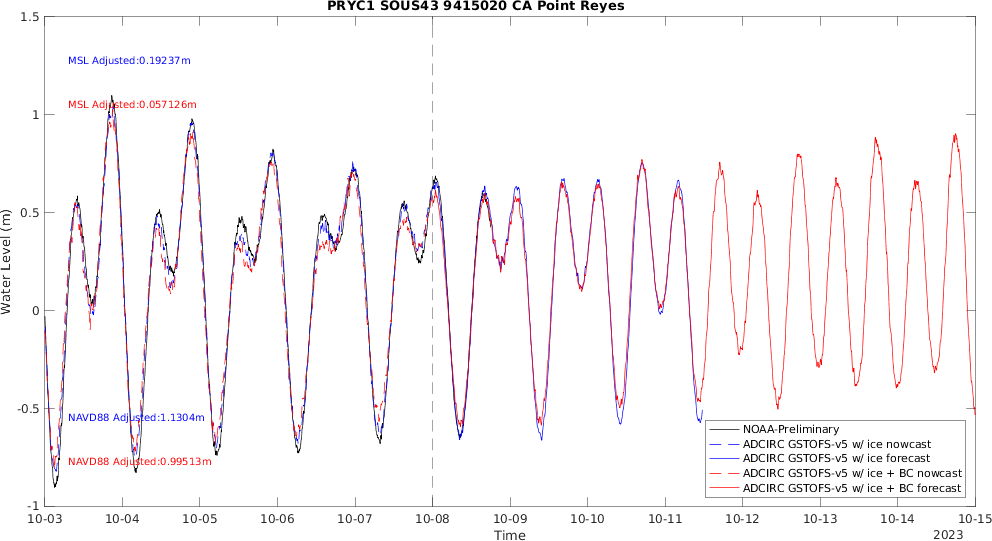 PRYC1 SOUS43 9415020 CA Point Reyes
1.5
1
0.5
0
-0.5
-1
Water Level (m)
MSL Adjusted:0.19237m
MSL Adjusted:0.057126m
NAVD88 Adjusted:1.1304m
NAVD88 Adjusted:0.99513m
NOAA-Preliminary
ADCIRC GSTOFS-v5 w/ ice nowcast
ADCIRC GSTOFS-v5 w/ ice forecast
ADCIRC GSTOFS-v5 w/ ice + BC nowcast
ADCIRC GSTOFS-v5 w/ ice + BC forecast
10-03 10-04 10-05 10-06 10-07 10-08 10-09 10-10 10-11 10-12 10-13 10-14 10-15
Time
2023